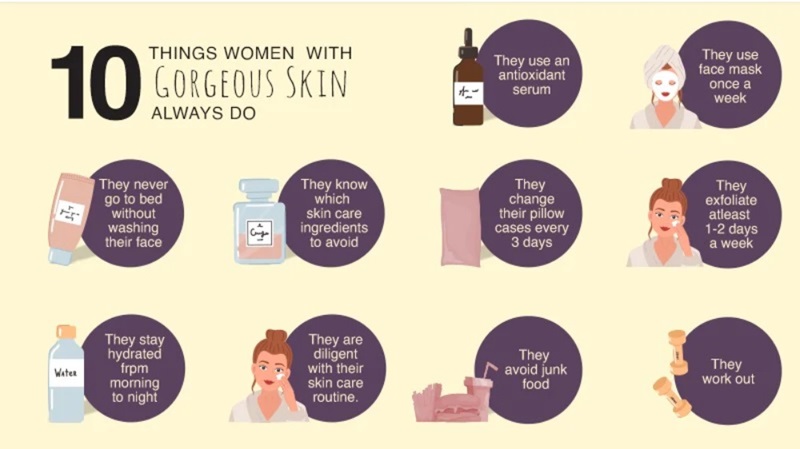 10
THINGS WOMEN WITH
GORGEOUS SKIN
ALWAYS DO
They use an
antioxidant
serum
They use
face mask
once a
week
They never
go to bed
without
washing
their face
They know
which
skin care
ingredients
to avoid
They
change
their pillow
cases every
3 days
They
exfoliate
atleast
1-2 days
a week
Water
They stay
hydrated
frpm
morning
to night
They are
diligent
with their
skin care
routine.
They
avoid junk
food
They
work out